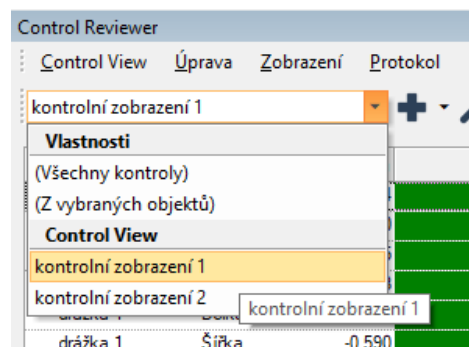 Control Reviewer
Control View Úprava Zobrazení Protokol
kontrolní zobrazení 1
Vlastnosti
(Všechny kontroly)
(Z vybraných objektů)
Control View
kontrolní zobrazení 1
kontrolní zobrazení 2
kontrolní zobrazení 1
drážka 1 Šířka -0.590